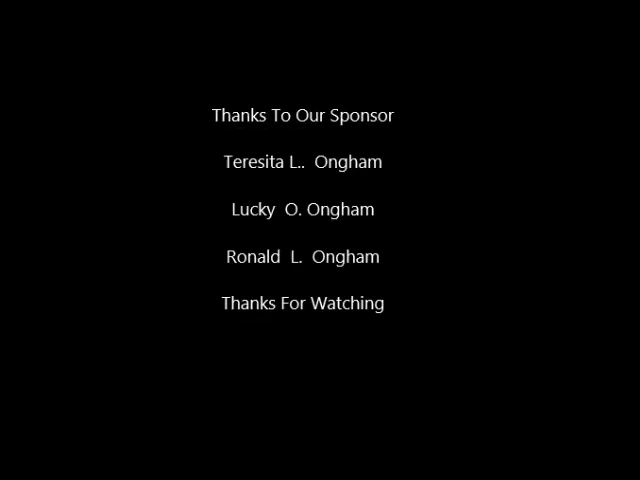 Thanks To Our Sponsor
Teresita L..  Ongham
Lucky  O. Ongham
Ronald  L.  Ongham
Thanks For Watching